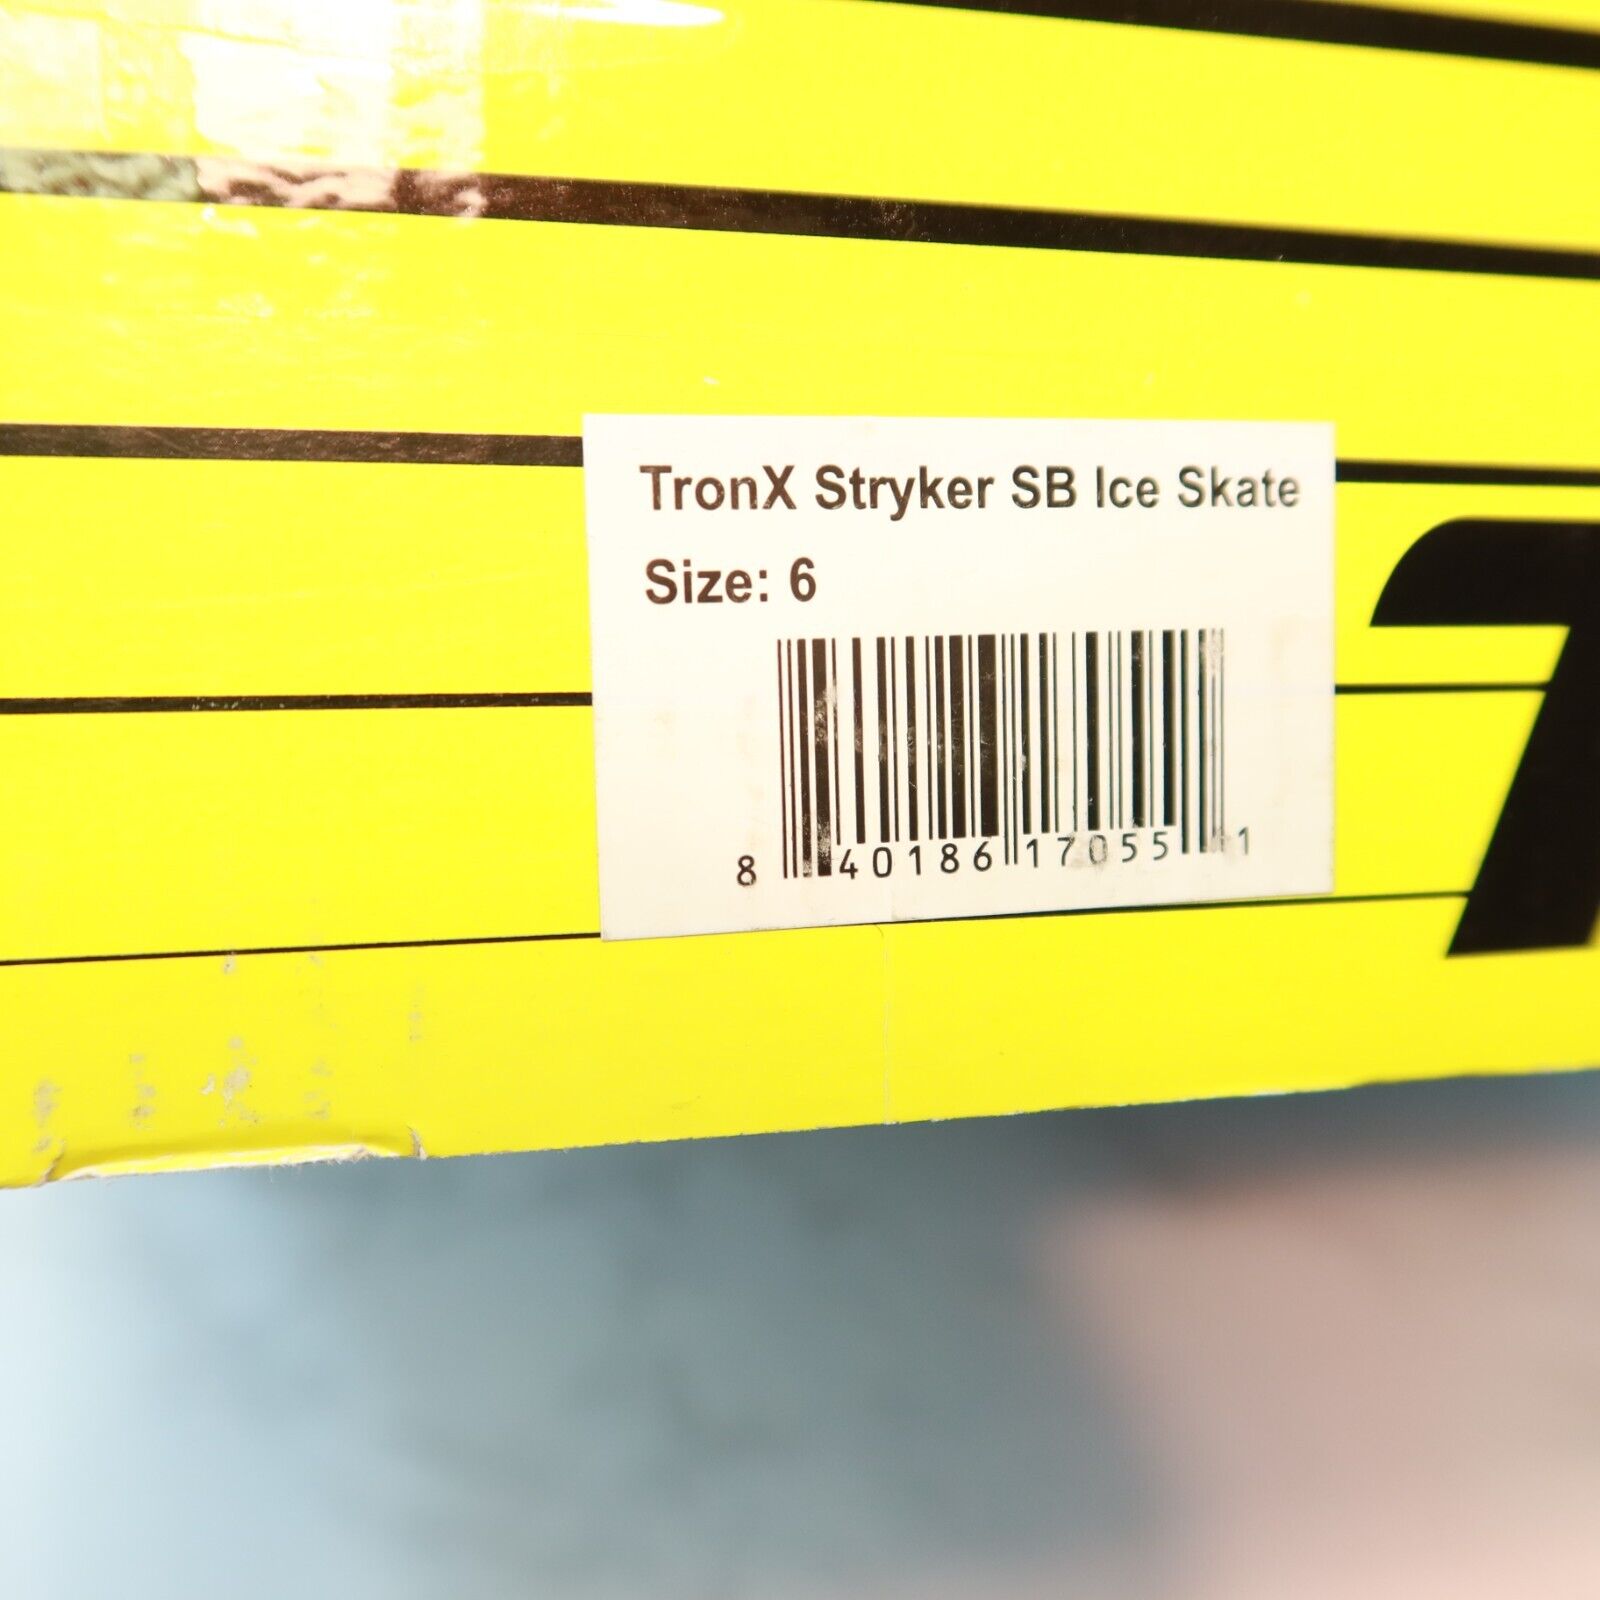 TronX Stryker SB Ice Skate
Size: 6
8 40186 17055 1
T